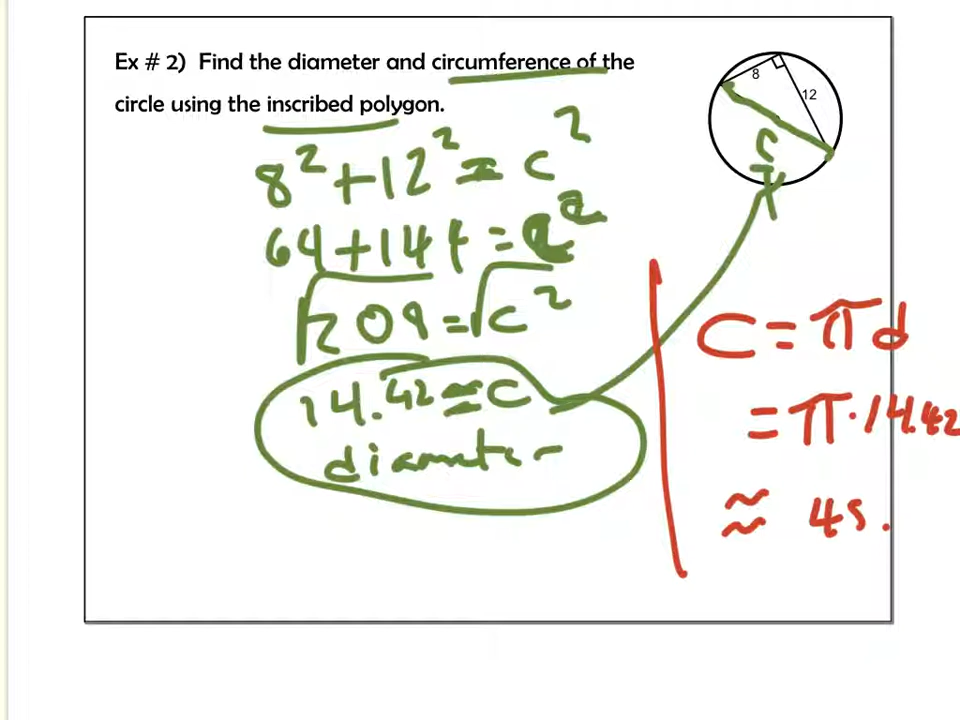 Ex # 2) Find the diameter and circumference of the
circle using the inscribed polygon.
8
12
C
8² + 12² = c²
64 + 144 = c²
√208 = √c²
14.42 ≈ C
diameter
C = πd
= π · 14.42
≈ 45.